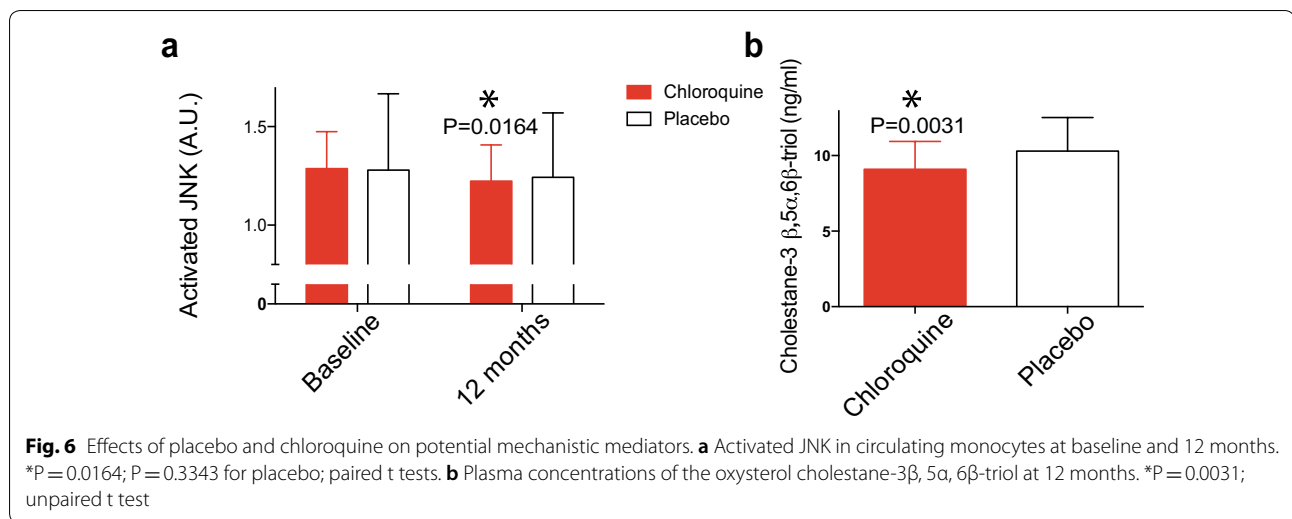 a
b
Activated JNK (A.U.)
1.5
1.0
0
*
P=0.0164
Baseline
12 months
Chloroquine
Placebo
Cholestane-3 β,5α,6β-triol (ng/ml)
10
5
0
*
P=0.0031
Chloroquine
Placebo
Fig. 6 Effects of placebo and chloroquine on potential mechanistic mediators. a Activated JNK in circulating monocytes at baseline and 12 months.
*P = 0.0164; P = 0.3343 for placebo; paired t tests. b Plasma concentrations of the oxysterol cholestane-3β, 5α, 6β-triol at 12 months. *P = 0.0031;
unpaired t test